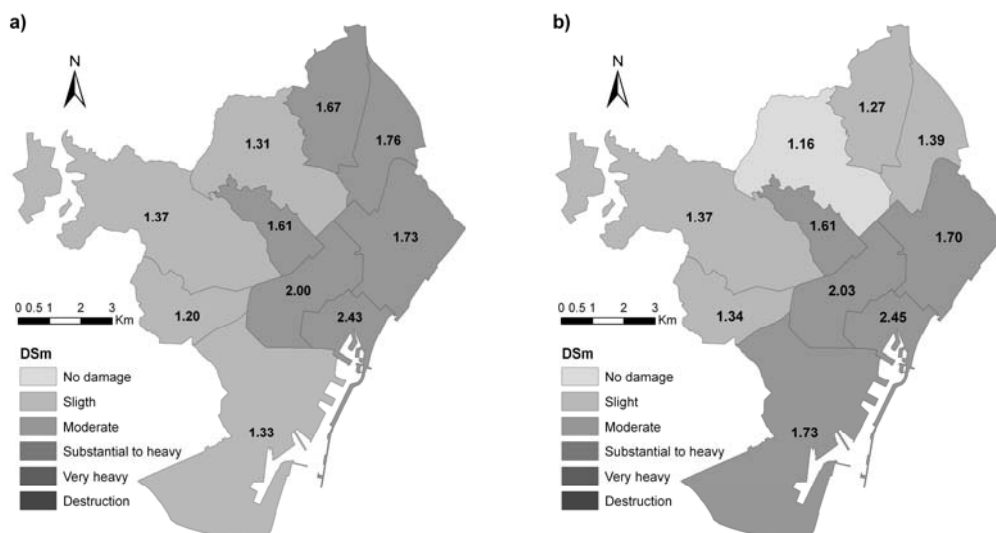 a)
N
1.67
1.31
1.76
1.37
1.61
1.73
2.00
1.20
2.43
1.33
0 0.5 1 2 3
Km
DSm
No damage
Sligth
Moderate
Substantial to heavy
Very heavy
Destruction
b)
N
1.27
1.16
1.39
1.37
1.61
1.70
2.03
1.34
2.45
1.73
0 0.5 1 2 3
Km
DSm
No damage
Slight
Moderate
Substantial to heavy
Very heavy
Destruction